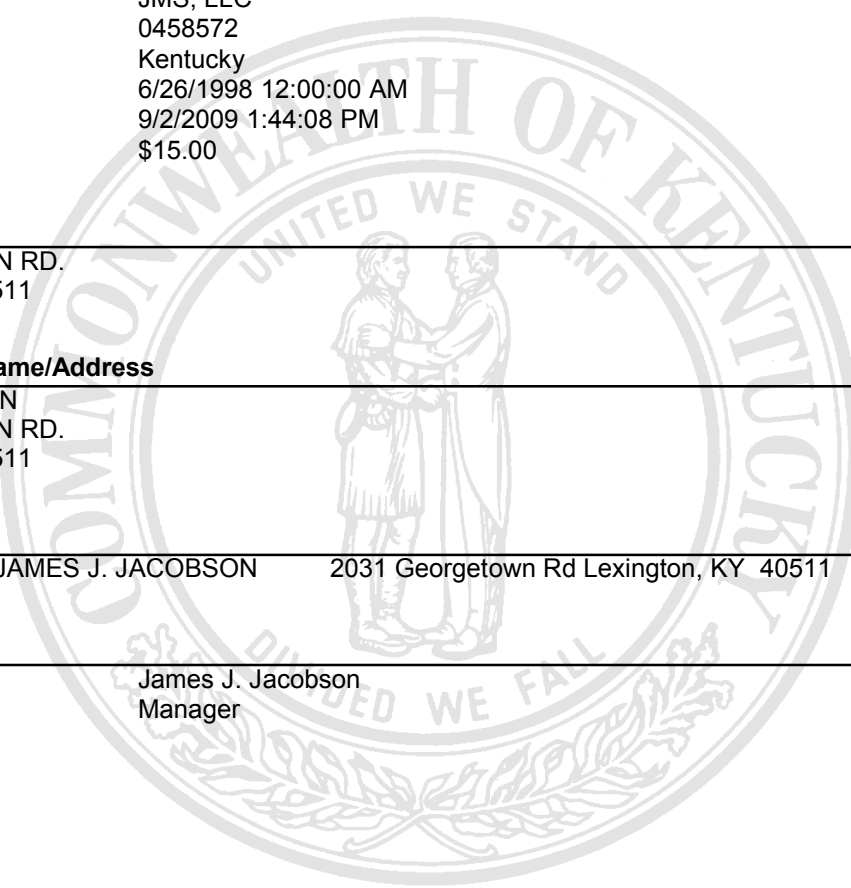 JMS, LLC
0458572
Kentucky
6/26/1998 12:00:00 AM
9/2/2009 1:44:08 PM
$15.00
N RD.
511
ame/Address
N
N RD.
511
JAMES J. JACOBSON 2031 Georgetown Rd Lexington, KY 40511
James J. Jacobson
Manager
COMMONWEALTH OF KENTUCKY
UNITED WE STAND
DIVIDED WE FALL